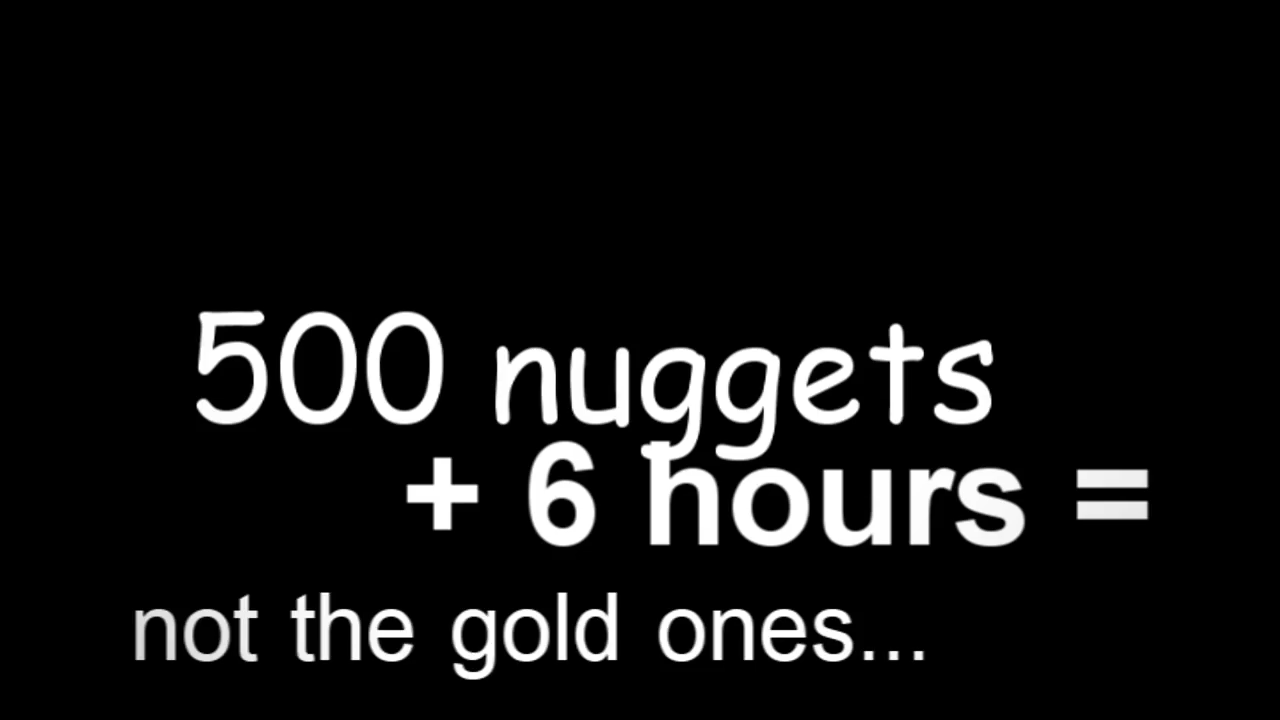 500 nuggets
+ 6 hours =
not the gold ones...